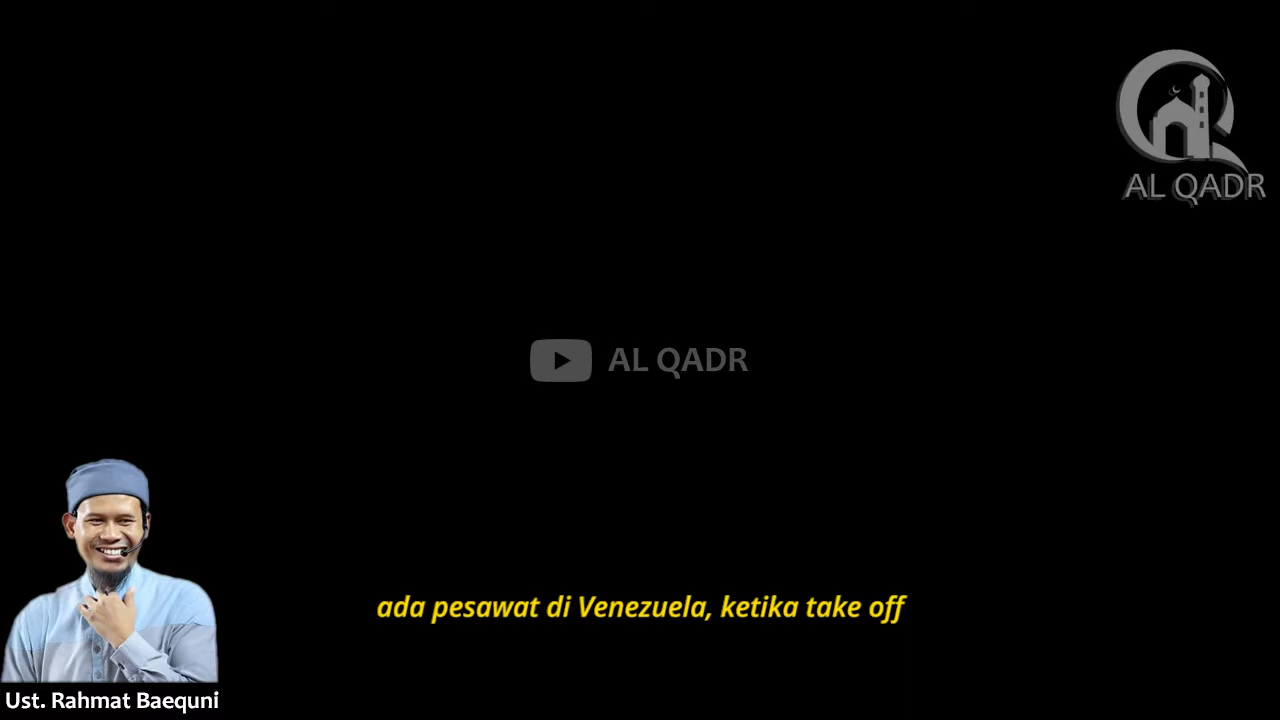 AL QADR
AL QADR
ada pesawat di Venezuela, ketika take off
Ust. Rahmat Baequni